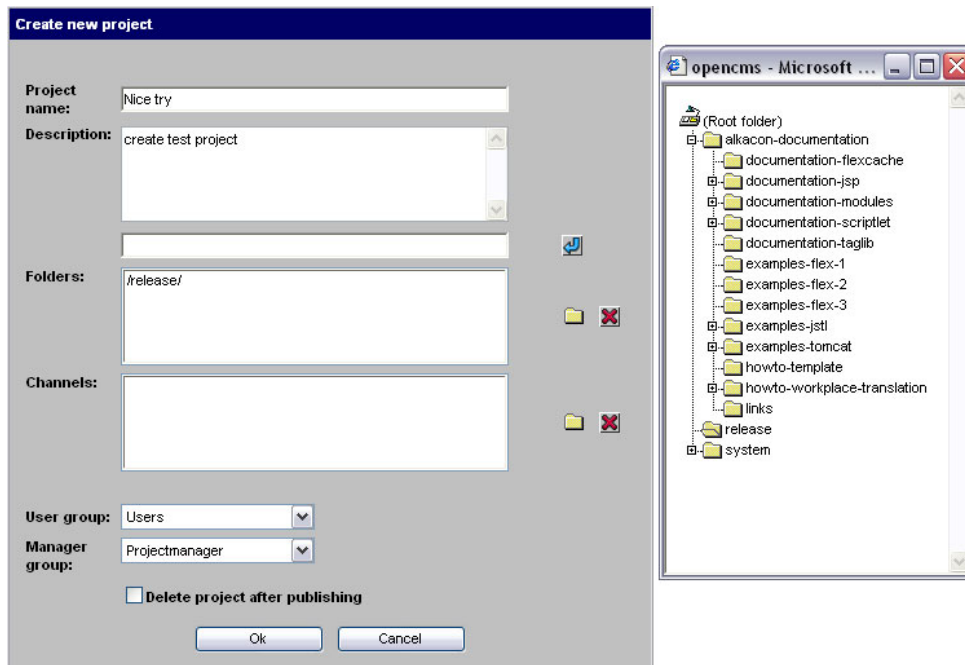 Create new project
Project
name:
Nice try
Description:
create test project
Folders:
/release/
Channels:
User group:
Users
Manager
group:
Projectmanager
Delete project after publishing
Ok
Cancel
opencms - Microsoft ...
(Root folder)
alkacon-documentation
documentation-flexcache
documentation-jsp
documentation-modules
documentation-scriptlet
documentation-taglib
examples-flex-1
examples-flex-2
examples-flex-3
examples-jstl
examples-tomcat
howto-template
howto-workplace-translation
links
release
system